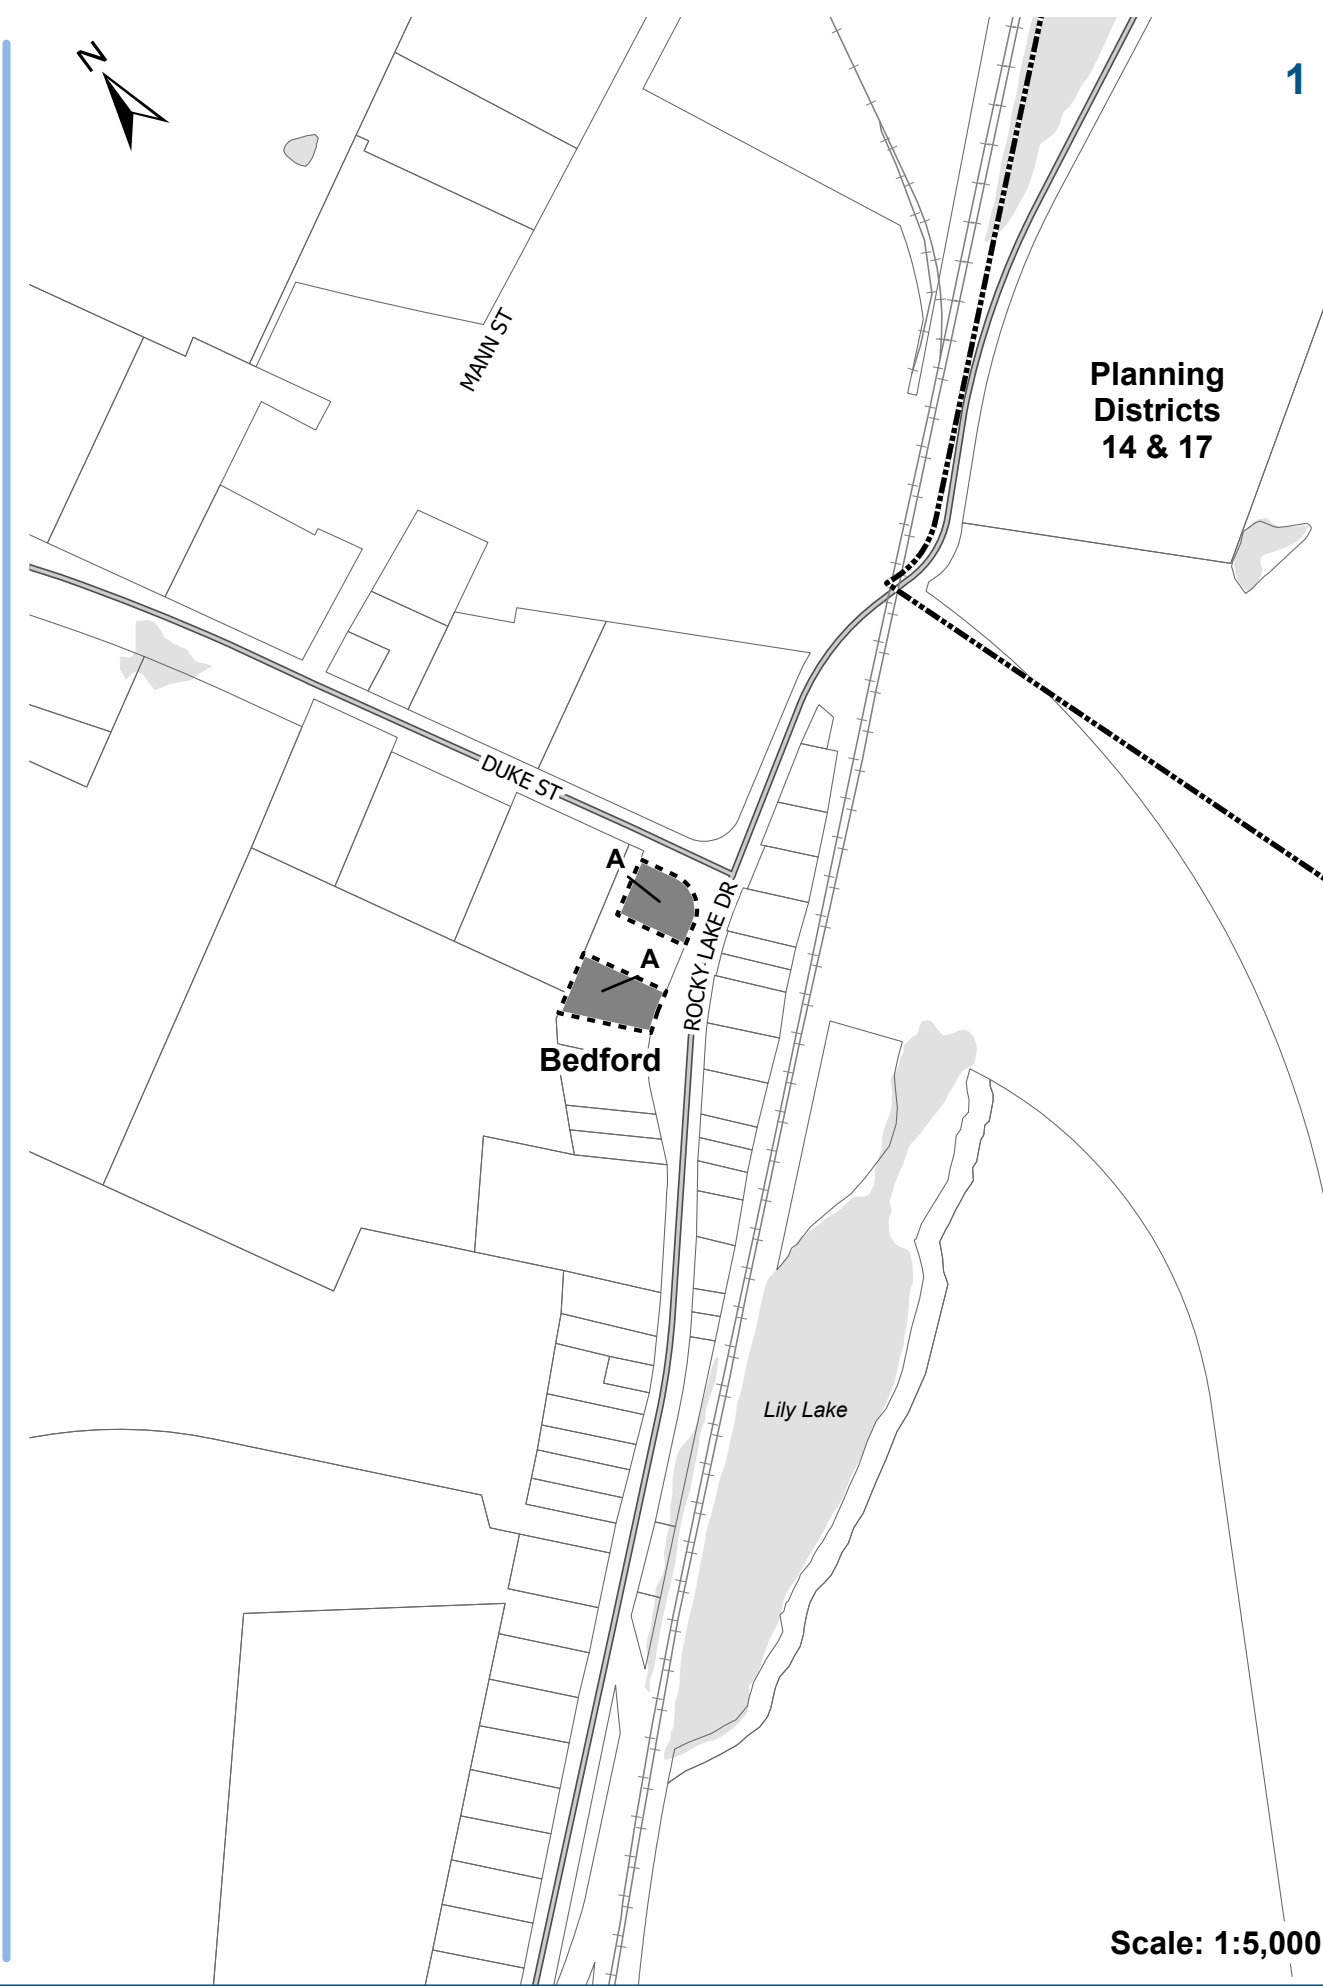 N
1
MANN ST
Planning
Districts
14 & 17
DUKE ST
A
ROCKY LAKE DR
A
Bedford
Lily Lake
Scale: 1:5,000